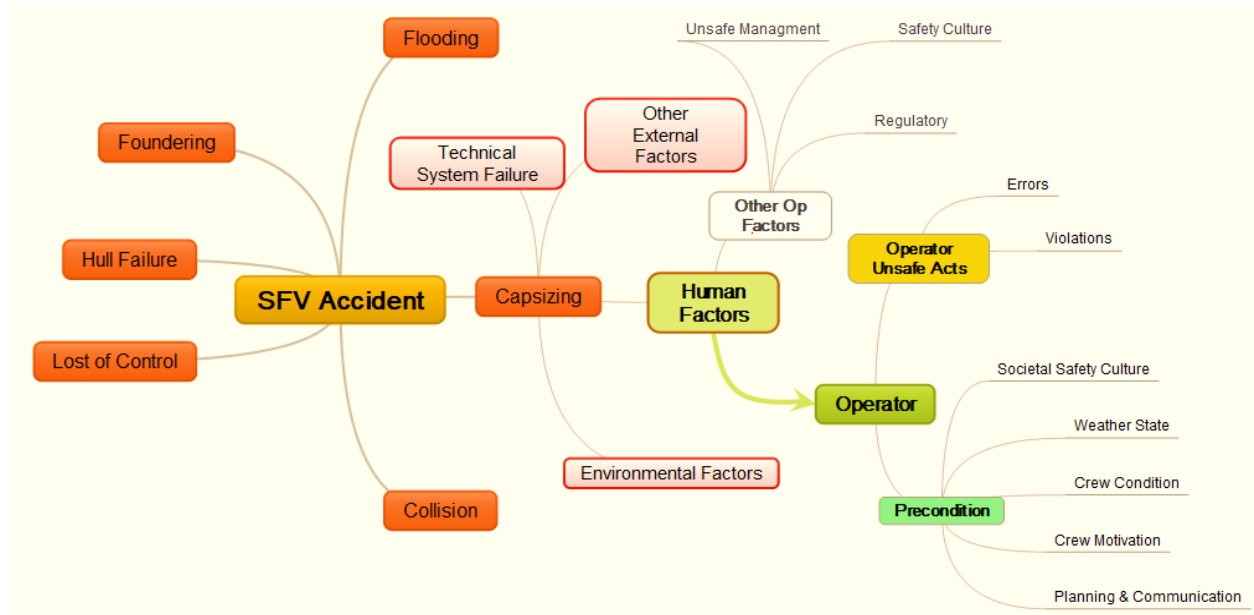 Flooding
Foundering
Hull Failure
SFV Accident
Lost of Control
Collision
Capsizing
Technical
System Failure
Other
External
Factors
Environmental Factors
Human
Factors
Other Op
Factors
Unsafe Managment
Safety Culture
Regulatory
Operator
Operator
Unsafe Acts
Errors
Violations
Precondition
Societal Safety Culture
Weather State
Crew Condition
Crew Motivation
Planning & Communication